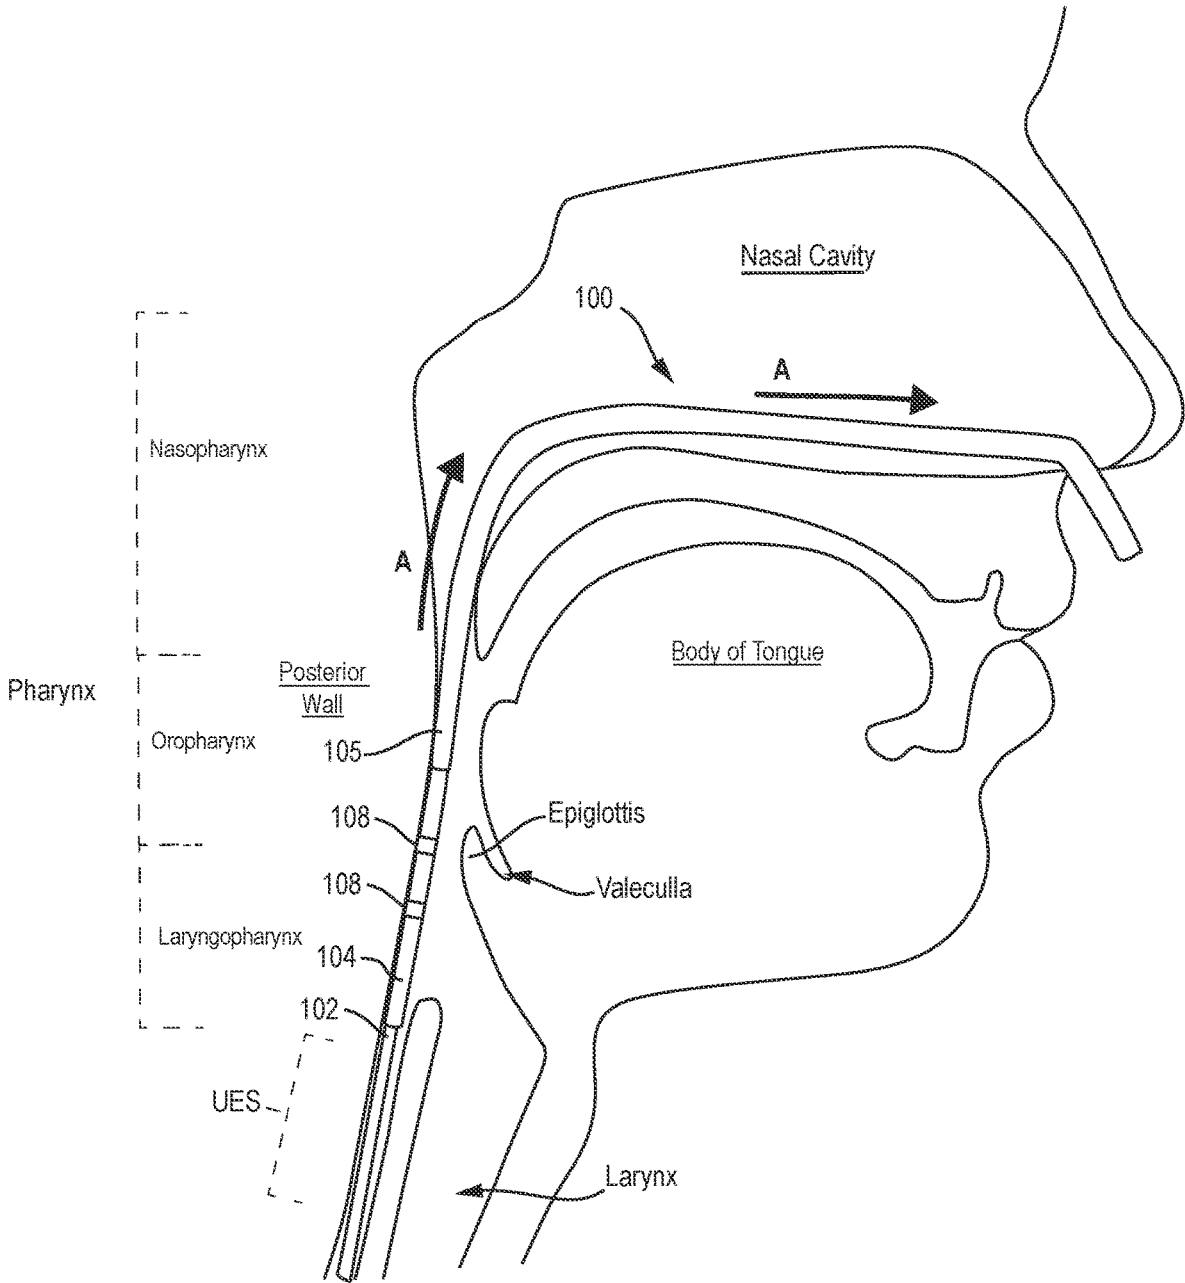 Nasal Cavity
100
A
Nasopharynx
A
Posterior
Wall
Body of Tongue
Pharynx
Oropharynx
105
108
Epiglottis
108
Valeculla
Laryngopharynx
104
102
UES
Larynx